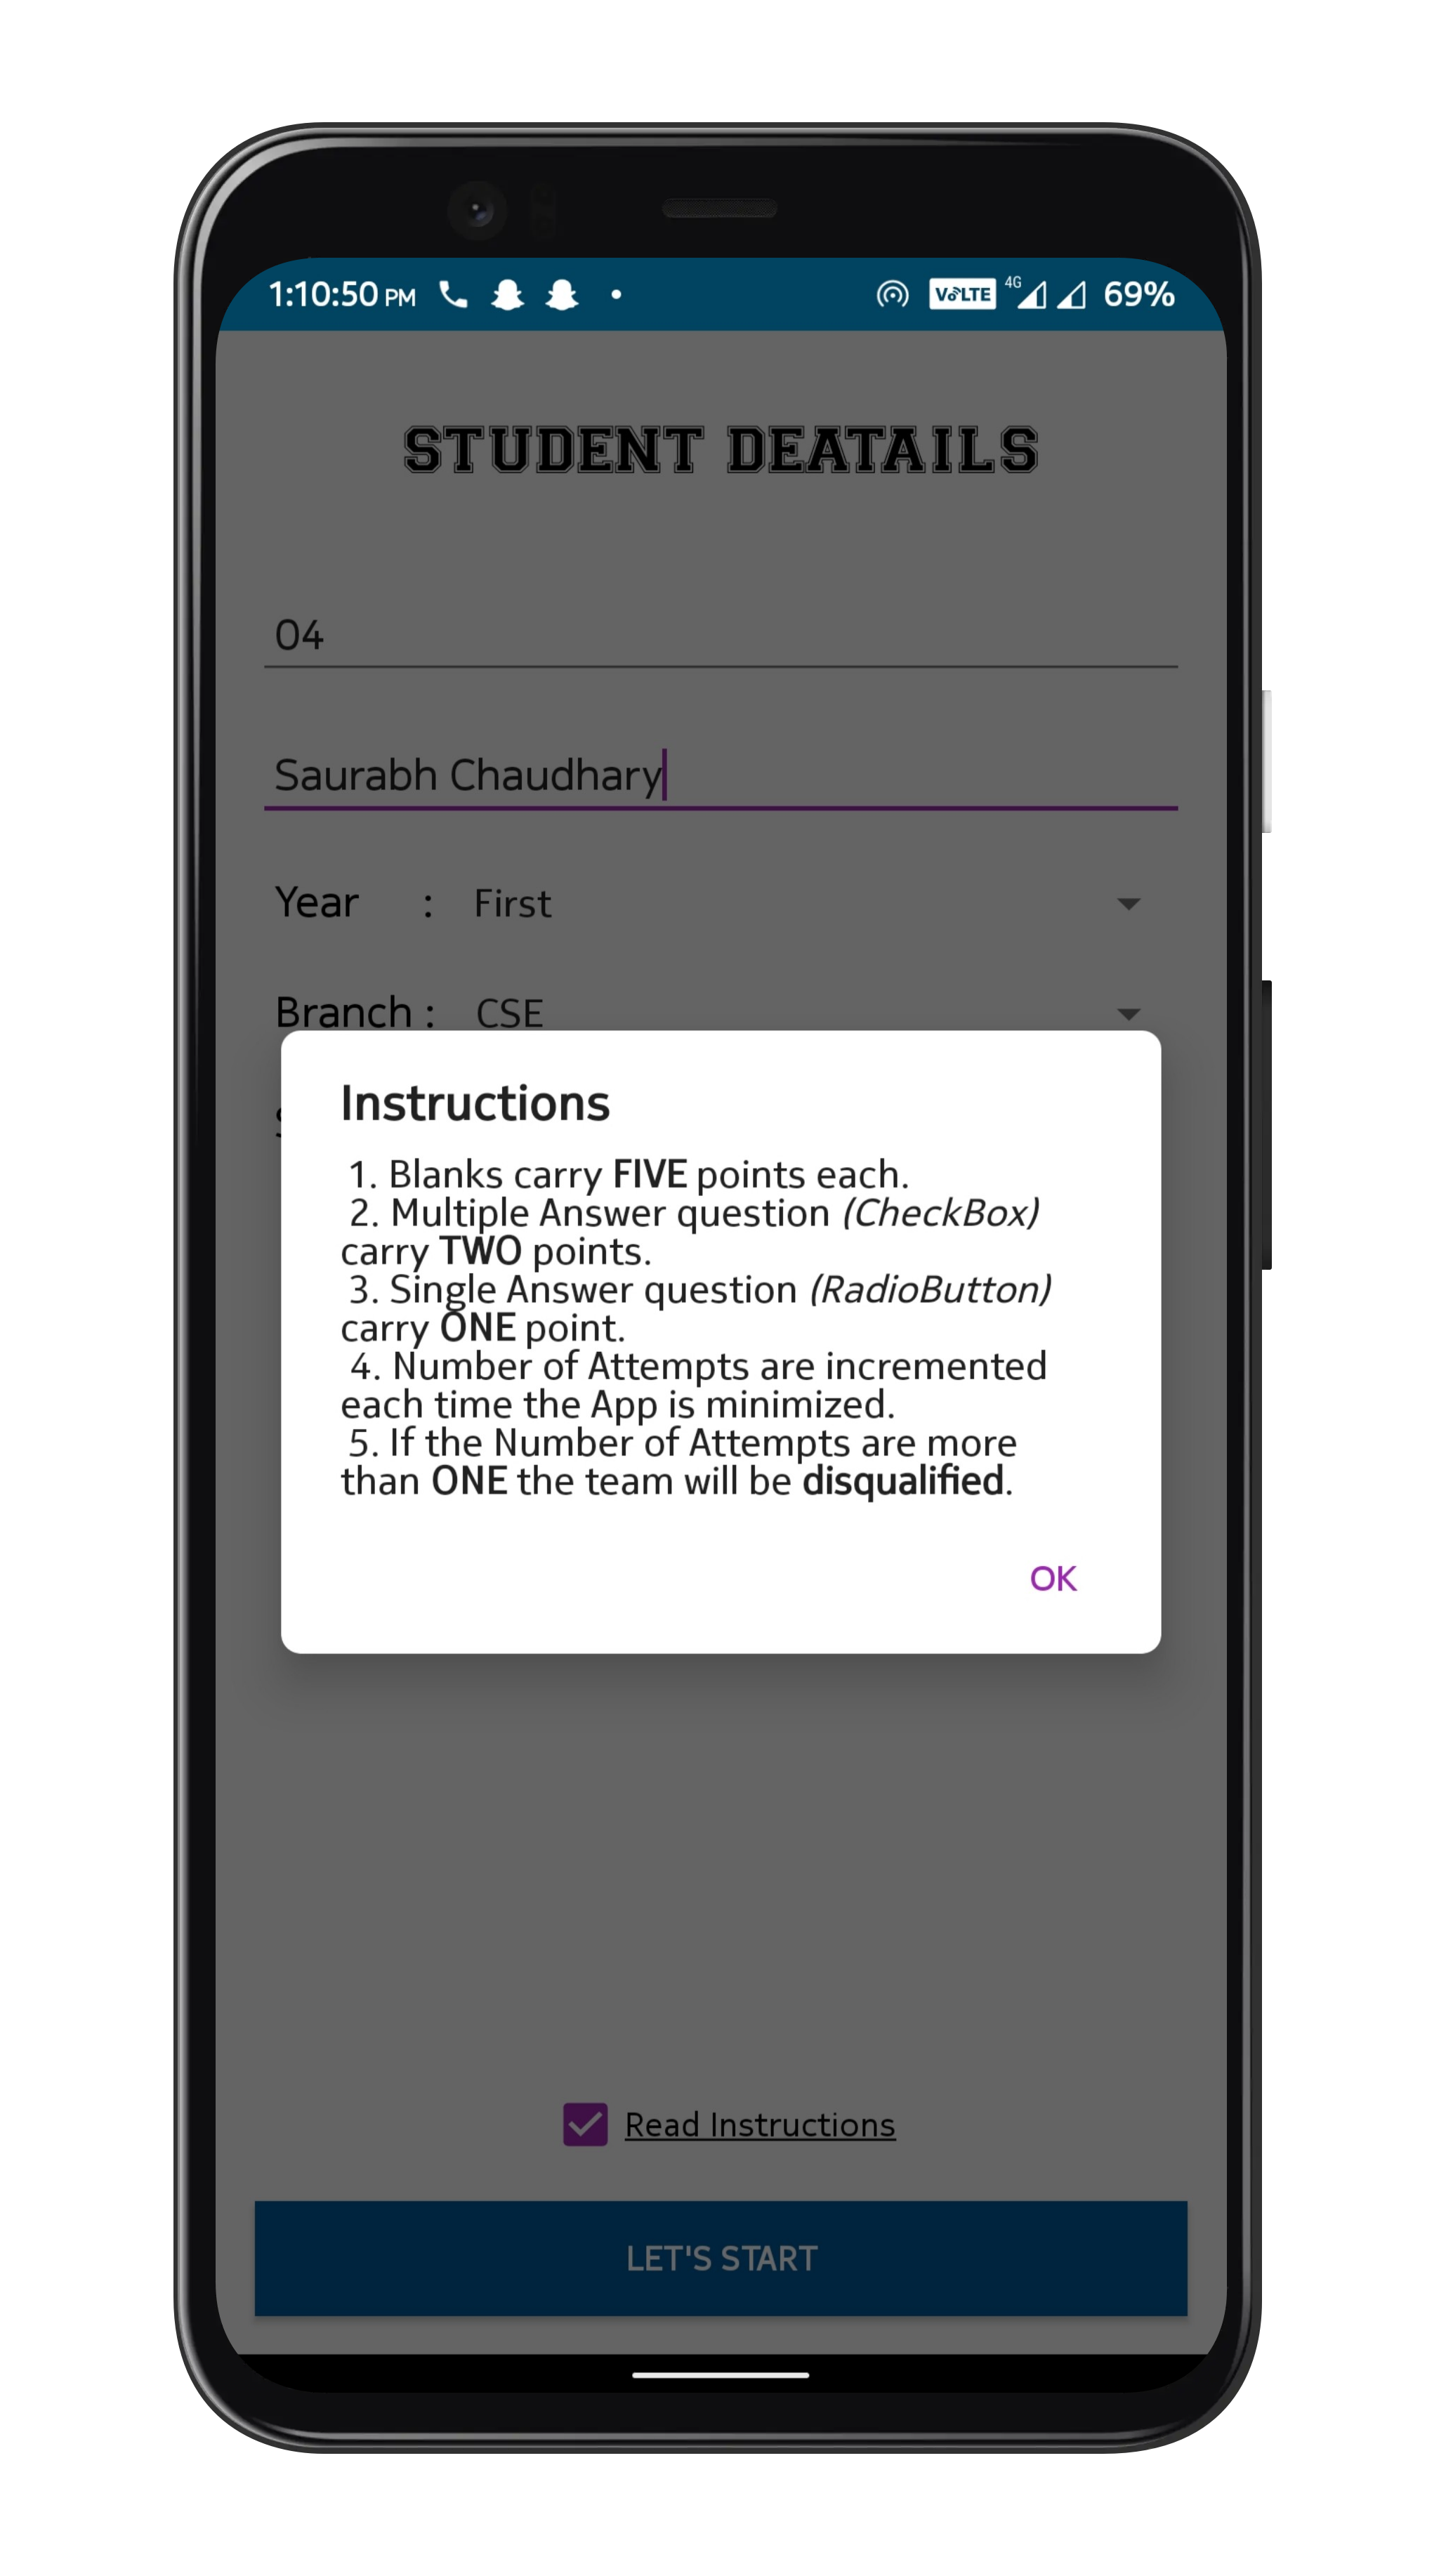 1:10:50 PM VoLTE 4G 69%
STUDENT DEATAILS
04
Saurabh Chaudhary
Year : First
Branch : CSE
Instructions
1. Blanks carry FIVE points each.
2. Multiple Answer question (CheckBox)
carry TWO points.
3. Single Answer question (RadioButton)
carry ONE point.
4. Number of Attempts are incremented
each time the App is minimized.
5. If the Number of Attempts are more
than ONE the team will be disqualified.
OK
Read Instructions
LET'S START